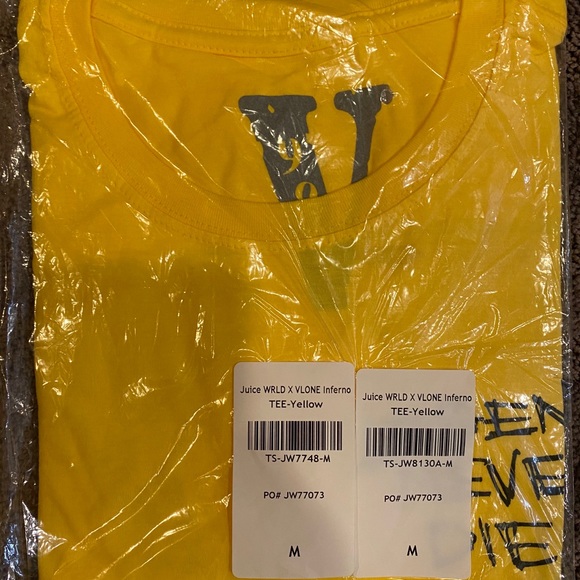 V
99
Juice WRLD X VLONE Inferno
TEE-Yellow
TS-JW7748-M
PO# JW77073
M
Juice WRLD X VLONE Inferno
TEE-Yellow
TS-JW8130A-M
PO# JW77073
M